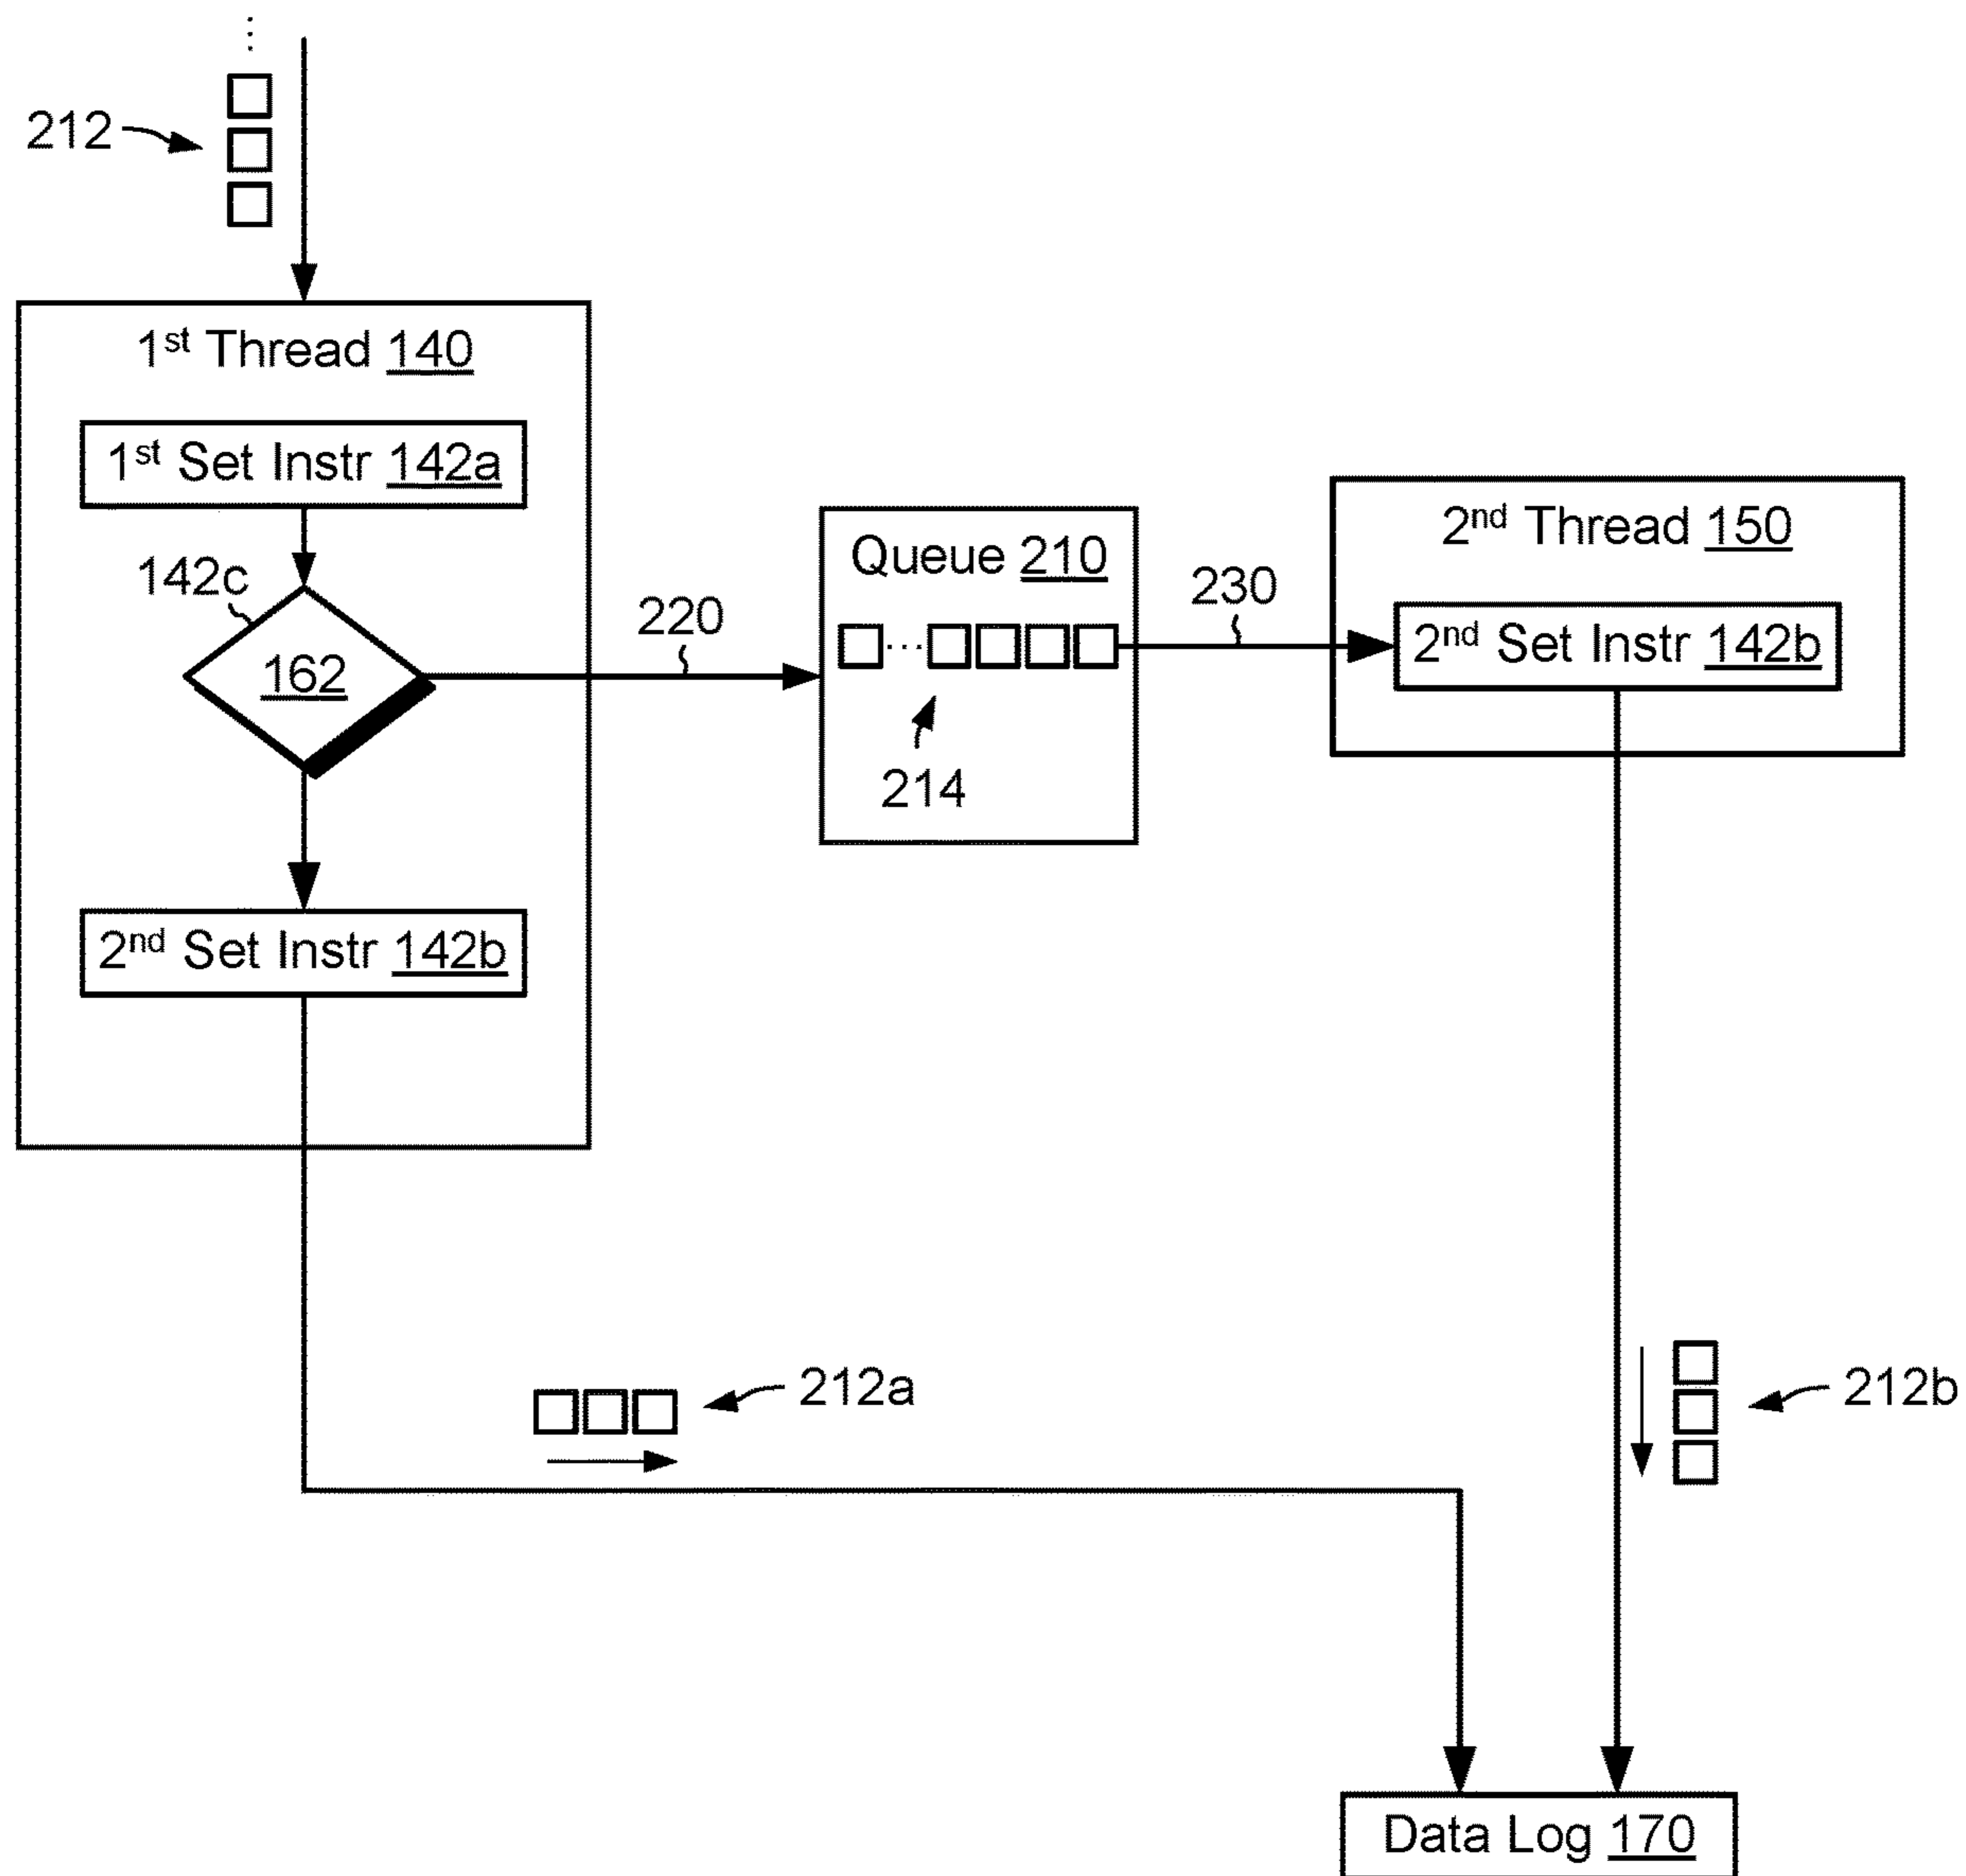 212
1st Thread 140
1st Set Instr 142a
142c
162
2nd Set Instr 142b
220
Queue 210
214
230
2nd Thread 150
2nd Set Instr 142b
212a
212b
Data Log 170